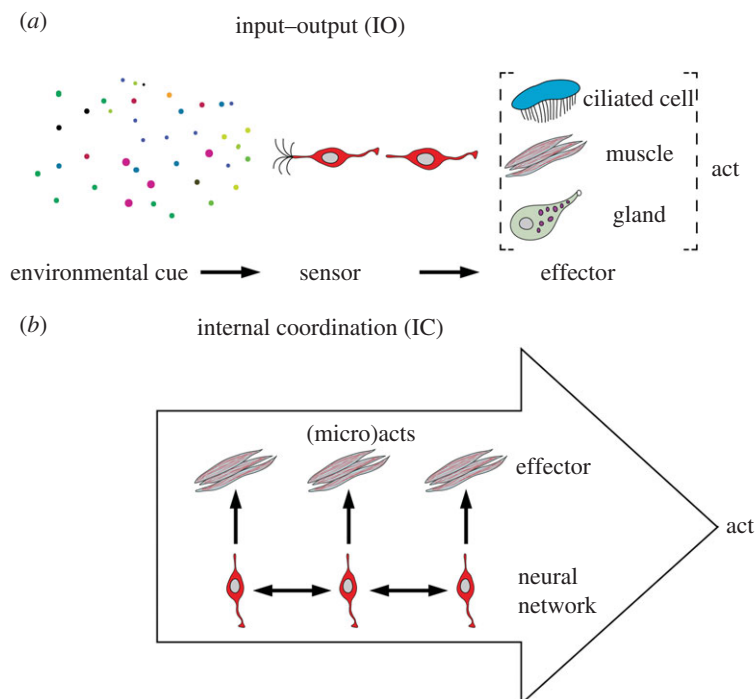 (a)
input–output (IO)
ciliated cell
muscle
act
gland
environmental cue
sensor
effector
(b)
internal coordination (IC)
(micro)acts
effector
act
neural
network